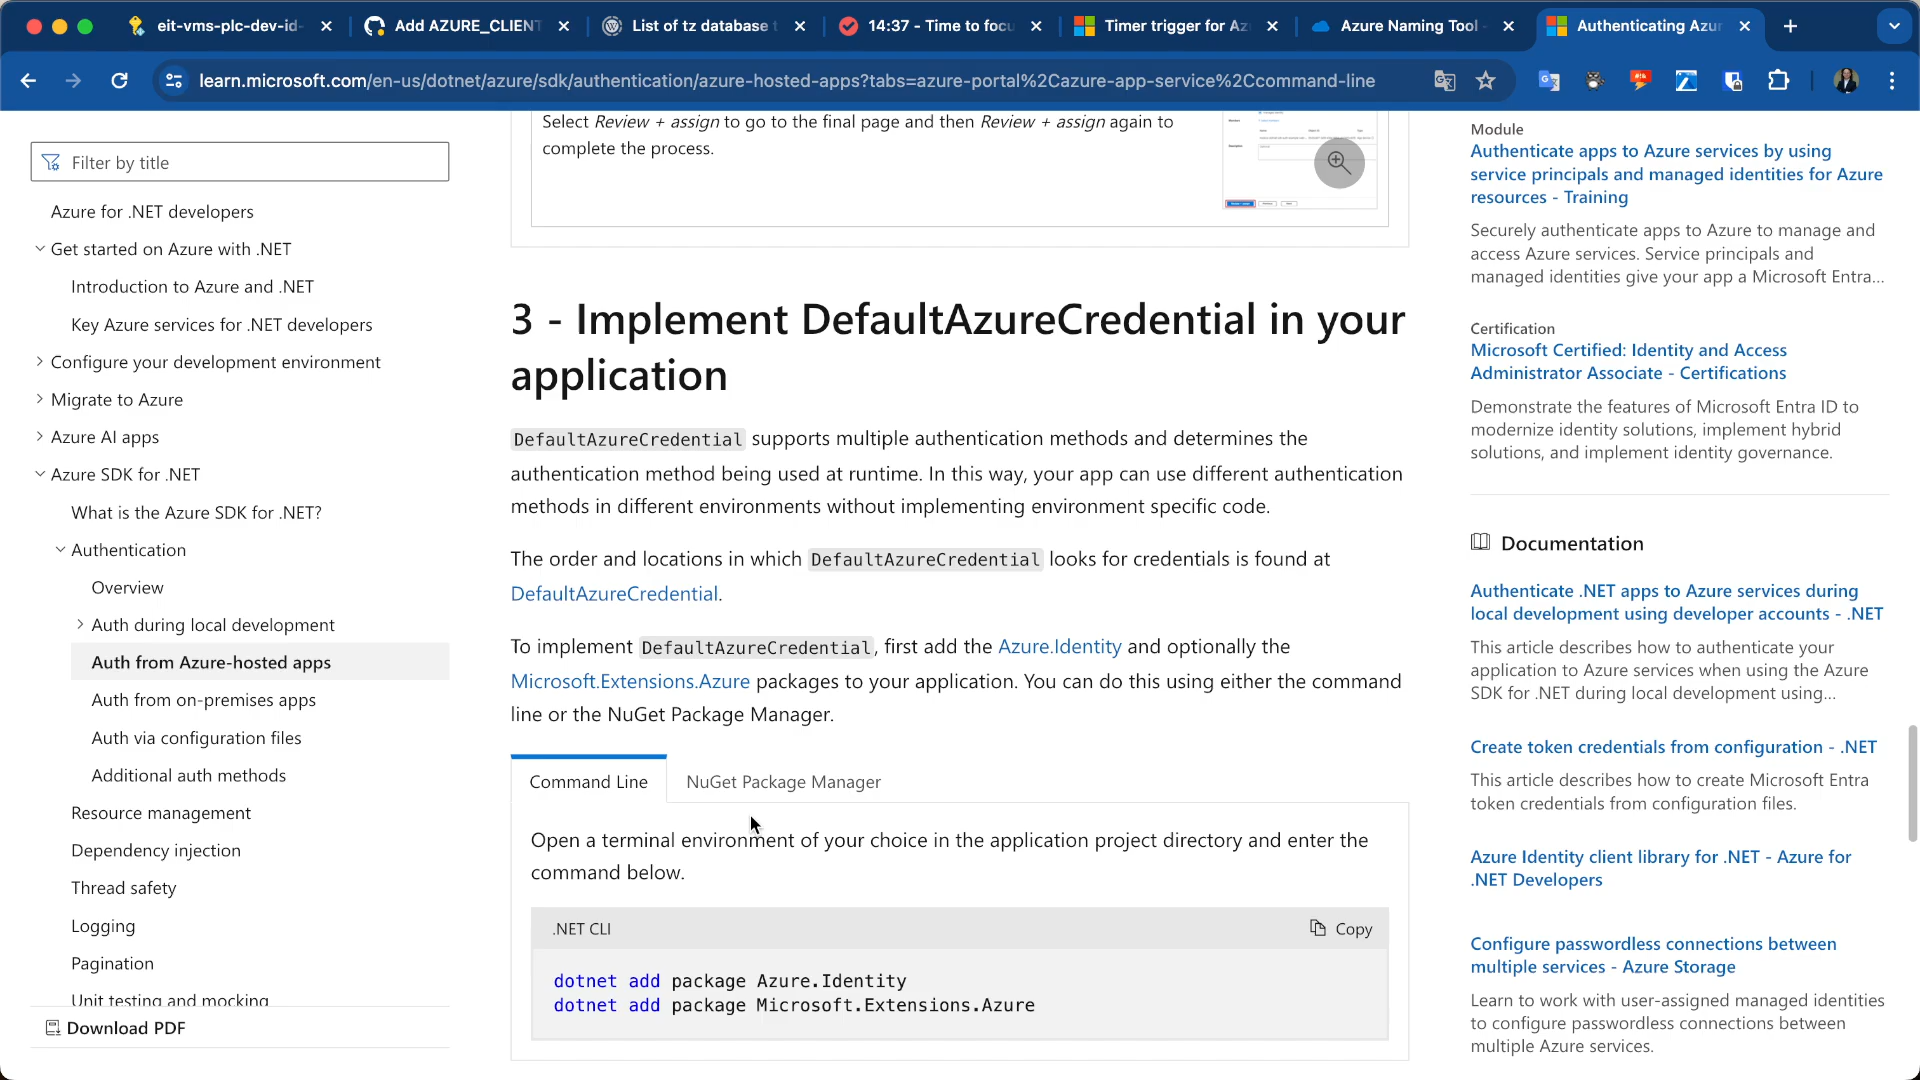 eit-vms-plc-dev-id-
Add AZURE_CLIENT
List of tz database t
14:37 - Time to focu
Timer trigger for Az
Azure Naming Tool -
Authenticating Azur
learn.microsoft.com/en-us/dotnet/azure/sdk/authentication/azure-hosted-apps?tabs=azure-portal%2Cazure-app-service%2Ccommand-line
Filter by title
Azure for .NET developers
Get started on Azure with .NET
Introduction to Azure and .NET
Key Azure services for .NET developers
Configure your development environment
Migrate to Azure
Azure AI apps
Azure SDK for .NET
What is the Azure SDK for .NET?
Authentication
Overview
Auth during local development
Auth from Azure-hosted apps
Auth from on-premises apps
Auth via configuration files
Additional auth methods
Resource management
Dependency injection
Thread safety
Logging
Pagination
Unit testing and mocking
Download PDF
Select Review + assign to go to the final page and then Review + assign again to
complete the process.
3 - Implement DefaultAzureCredential in your
application
DefaultAzureCredential supports multiple authentication methods and determines the
authentication method being used at runtime. In this way, your app can use different authentication
methods in different environments without implementing environment specific code.
The order and locations in which DefaultAzureCredential looks for credentials is found at
DefaultAzureCredential.
To implement DefaultAzureCredential, first add the Azure.Identity and optionally the
Microsoft.Extensions.Azure packages to your application. You can do this using either the command
line or the NuGet Package Manager.
Command Line
NuGet Package Manager
Open a terminal environment of your choice in the application project directory and enter the
command below.
.NET CLI
Copy
dotnet add package Azure.Identity
dotnet add package Microsoft.Extensions.Azure
Module
Authenticate apps to Azure services by using
service principals and managed identities for Azure
resources - Training
Securely authenticate apps to Azure to manage and
access Azure services. Service principals and
managed identities give your app a Microsoft Entra...
Certification
Microsoft Certified: Identity and Access
Administrator Associate - Certifications
Demonstrate the features of Microsoft Entra ID to
modernize identity solutions, implement hybrid
solutions, and implement identity governance.
Documentation
Authenticate .NET apps to Azure services during
local development using developer accounts - .NET
This article describes how to authenticate your
application to Azure services when using the Azure
SDK for .NET during local development using...
Create token credentials from configuration - .NET
This article describes how to create Microsoft Entra
token credentials from configuration files.
Azure Identity client library for .NET - Azure for
.NET Developers
Configure passwordless connections between
multiple services - Azure Storage
Learn to work with user-assigned managed identities
to configure passwordless connections between
multiple Azure services.